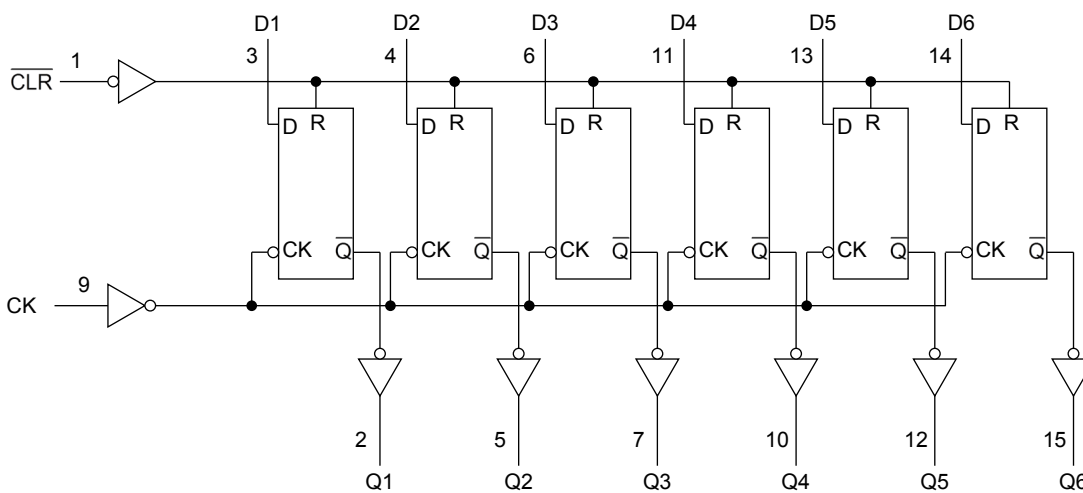 D1 D2 D3 D4 D5 D6
1 3 4 6 11 13 14
C̅L̅R̅
D R D R D R D R D R D R
CK Q̅ CK Q̅ CK Q̅ CK Q̅ CK Q̅ CK Q̅
9
CK
2 5 7 10 12 15
Q1 Q2 Q3 Q4 Q5 Q6